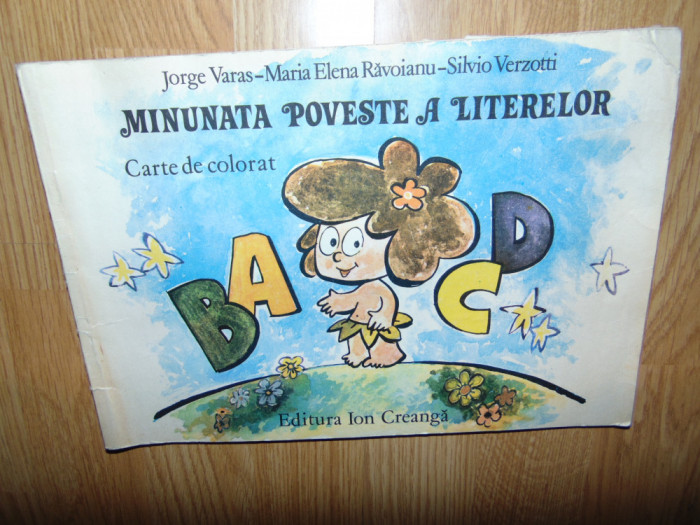 Jorge Varas–Maria Elena Răvoianu–Silvio Verzotti
MINUNATA POVESTE A LITERELOR
Carte de colorat
B A C D
Editura Ion Creangă